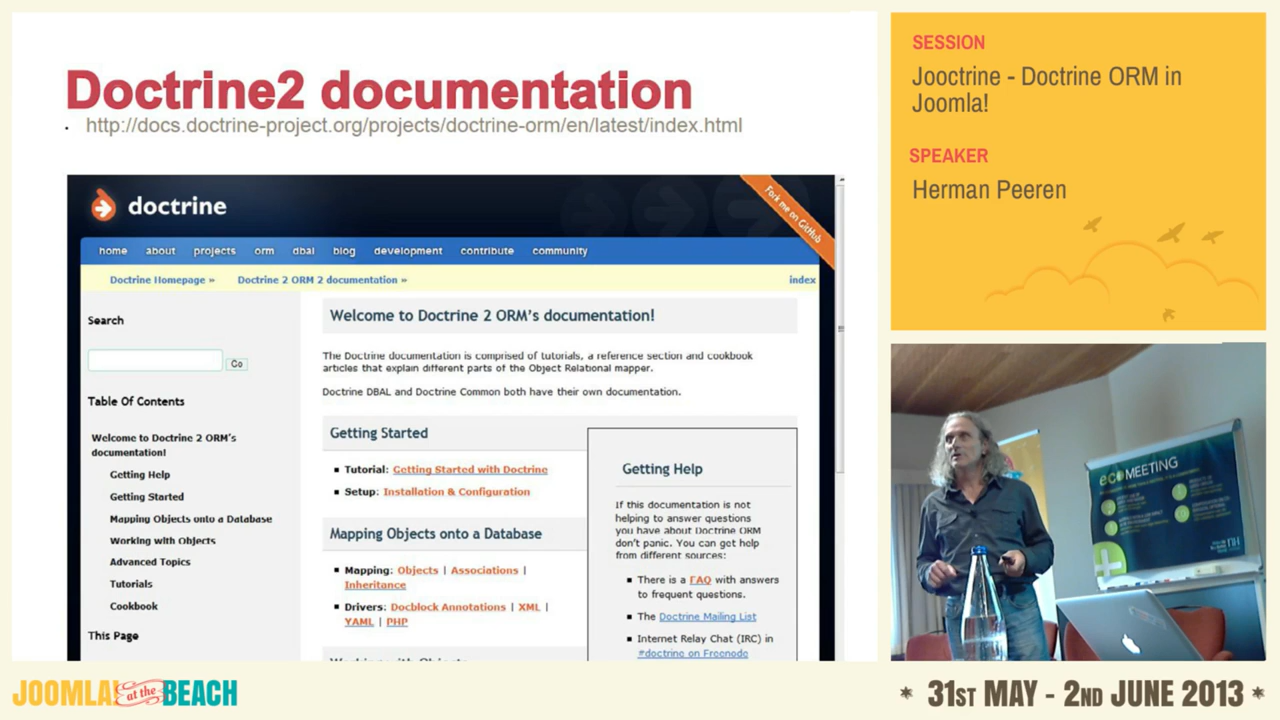 Doctrine2 documentation
• http://docs.doctrine-project.org/projects/doctrine-orm/en/latest/index.html
doctrine
Fork me on GitHub
home about projects orm dbal blog development contribute community
Doctrine Homepage » Doctrine 2 ORM 2 documentation » index
Search
Go
Table Of Contents
Welcome to Doctrine 2 ORM's
documentation!
Getting Help
Getting Started
Mapping Objects onto a Database
Working with Objects
Advanced Topics
Tutorials
Cookbook
This Page
Welcome to Doctrine 2 ORM's documentation!
The Doctrine documentation is comprised of tutorials, a reference section and cookbook
articles that explain different parts of the Object Relational mapper.
Doctrine DBAL and Doctrine Common both have their own documentation.
Getting Started
Tutorial: Getting Started with Doctrine
Setup: Installation & Configuration
Mapping Objects onto a Database
Mapping: Objects | Associations |
Inheritance
Drivers: Docblock Annotations | XML |
YAML | PHP
Working with Objects
Getting Help
If this documentation is not
helping to answer questions
you have about Doctrine ORM
don't panic. You can get help
from different sources:
There is a FAQ with answers
to frequent questions.
The Doctrine Mailing List
Internet Relay Chat (IRC) in
#doctrine on Freenode
SESSION
Jooctrine - Doctrine ORM in
Joomla!
SPEAKER
Herman Peeren
ecoMEETING
JOOMLA! at the BEACH
* 31ST MAY - 2ND JUNE 2013 *